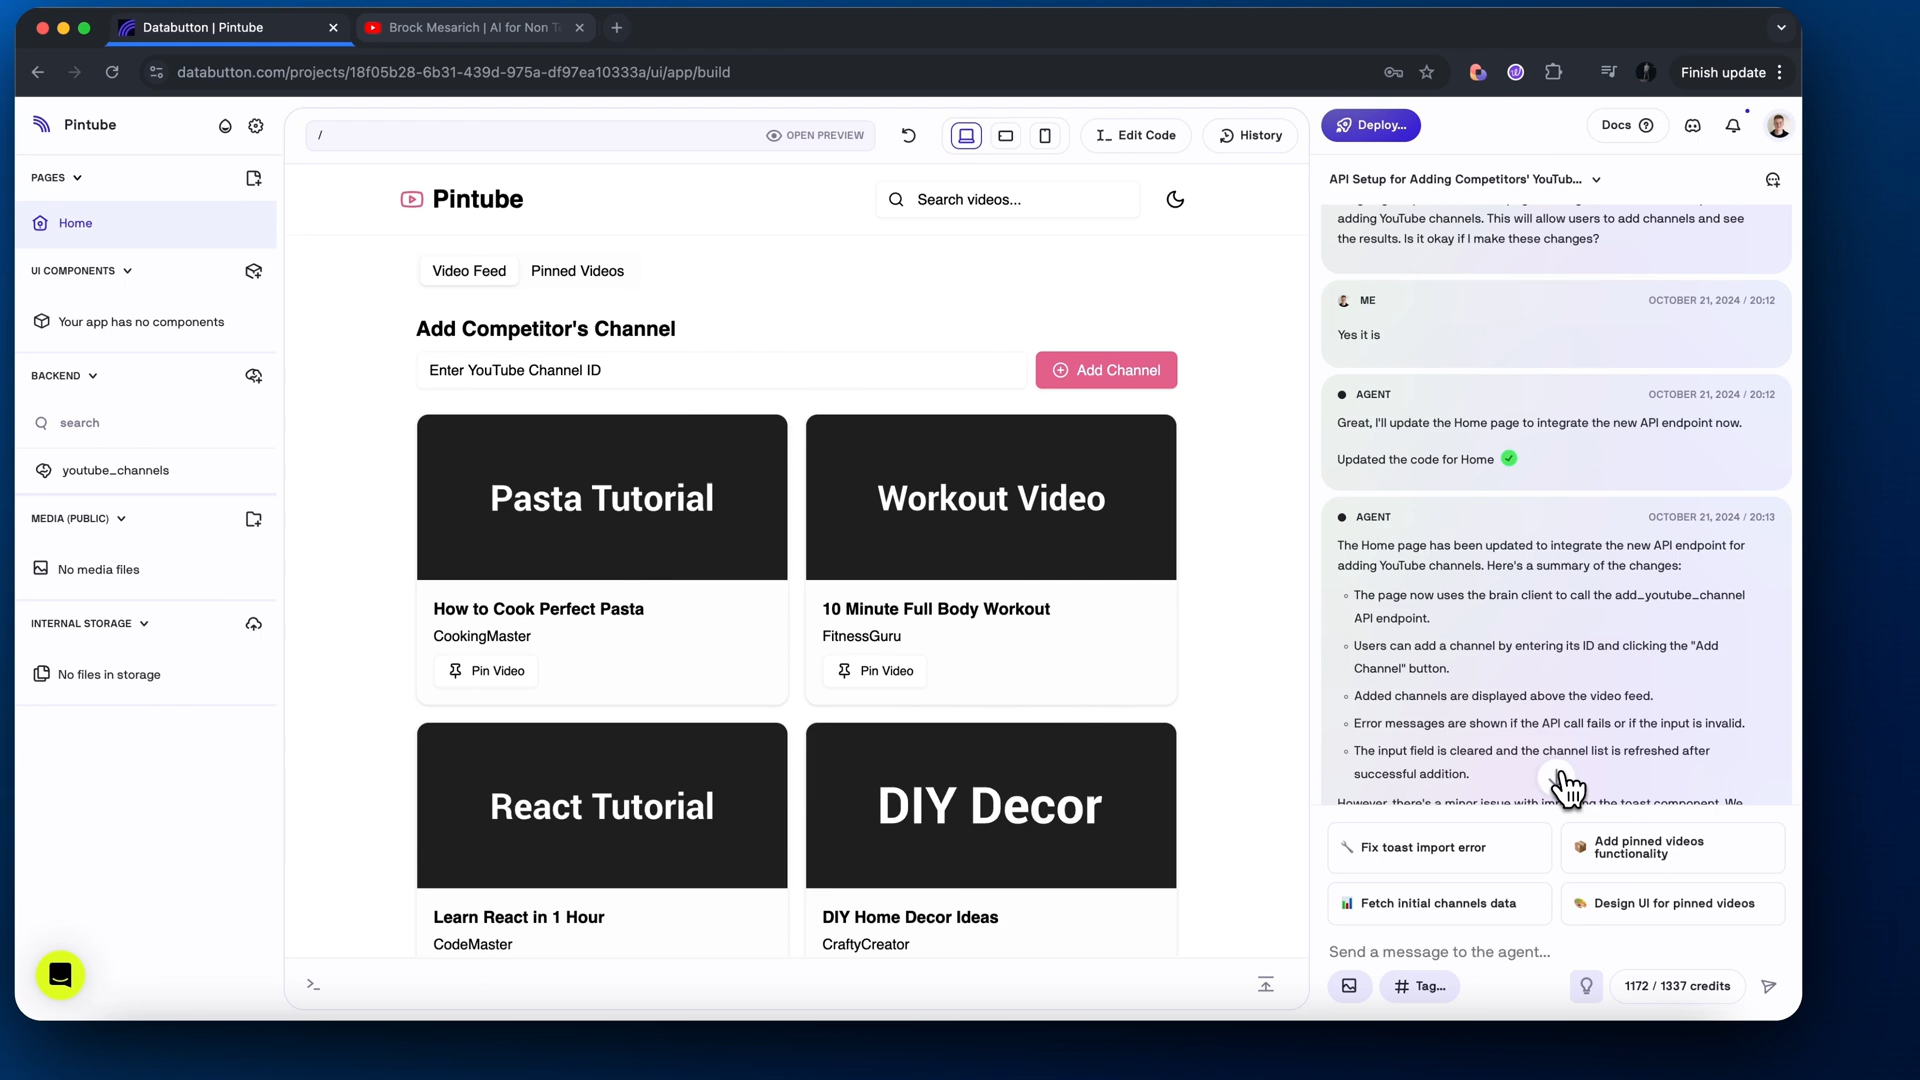 Databutton | Pintube
Brock Mesarich | AI for Non T
databutton.com/projects/18f05b28-6b31-439d-975a-df97ea10333a/ui/app/build
Finish update
Pintube
PAGES
Home
UI COMPONENTS
Your app has no components
BACKEND
search
youtube_channels
MEDIA (PUBLIC)
No media files
INTERNAL STORAGE
No files in storage
/
OPEN PREVIEW
Edit Code
History
Pintube
Search videos...
Video Feed
Pinned Videos
Add Competitor's Channel
Enter YouTube Channel ID
Add Channel
Pasta Tutorial
How to Cook Perfect Pasta
CookingMaster
Pin Video
Workout Video
10 Minute Full Body Workout
FitnessGuru
Pin Video
React Tutorial
Learn React in 1 Hour
CodeMaster
DIY Decor
DIY Home Decor Ideas
CraftyCreator
>_
Deploy...
Docs
API Setup for Adding Competitors' YouTub...
adding YouTube channels. This will allow users to add channels and see
the results. Is it okay if I make these changes?
ME
OCTOBER 21, 2024 / 20:12
Yes it is
AGENT
OCTOBER 21, 2024 / 20:12
Great, I'll update the Home page to integrate the new API endpoint now.
Updated the code for Home
AGENT
OCTOBER 21, 2024 / 20:13
The Home page has been updated to integrate the new API endpoint for
adding YouTube channels. Here's a summary of the changes:
The page now uses the brain client to call the add_youtube_channel
API endpoint.
Users can add a channel by entering its ID and clicking the "Add
Channel" button.
Added channels are displayed above the video feed.
Error messages are shown if the API call fails or if the input is invalid.
The input field is cleared and the channel list is refreshed after
successful addition.
However, there's a minor issue with the toast component. We
Fix toast import error
Add pinned videos
functionality
Fetch initial channels data
Design UI for pinned videos
Send a message to the agent...
# Tag...
1172 / 1337 credits